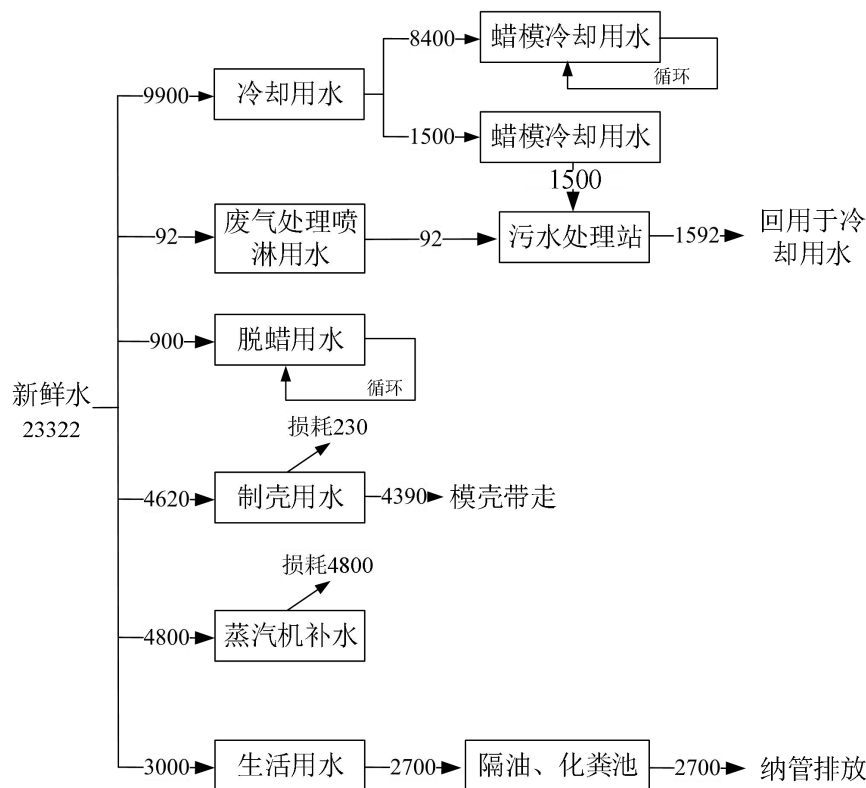 8400
蜡模冷却用水
循环
9900
冷却用水
1500
蜡模冷却用水
1500
92
废气处理喷
淋用水
92
污水处理站
1592
回用于冷
却用水
900
脱蜡用水
循环
新鲜水
23322
损耗230
4620
制壳用水
4390
模壳带走
损耗4800
4800
蒸汽机补水
3000
生活用水
2700
隔油、化粪池
2700
纳管排放